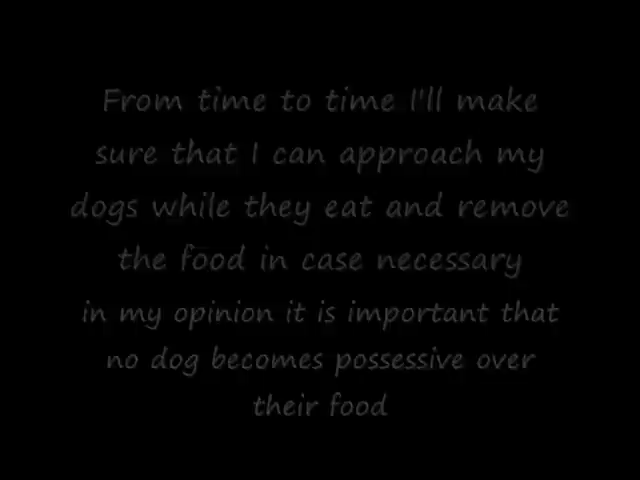 From time to time I'll make
sure that I can approach my
dogs while they eat and remove
the food in case necessary
in my opinion it is important that
no dog becomes possessive over
their food